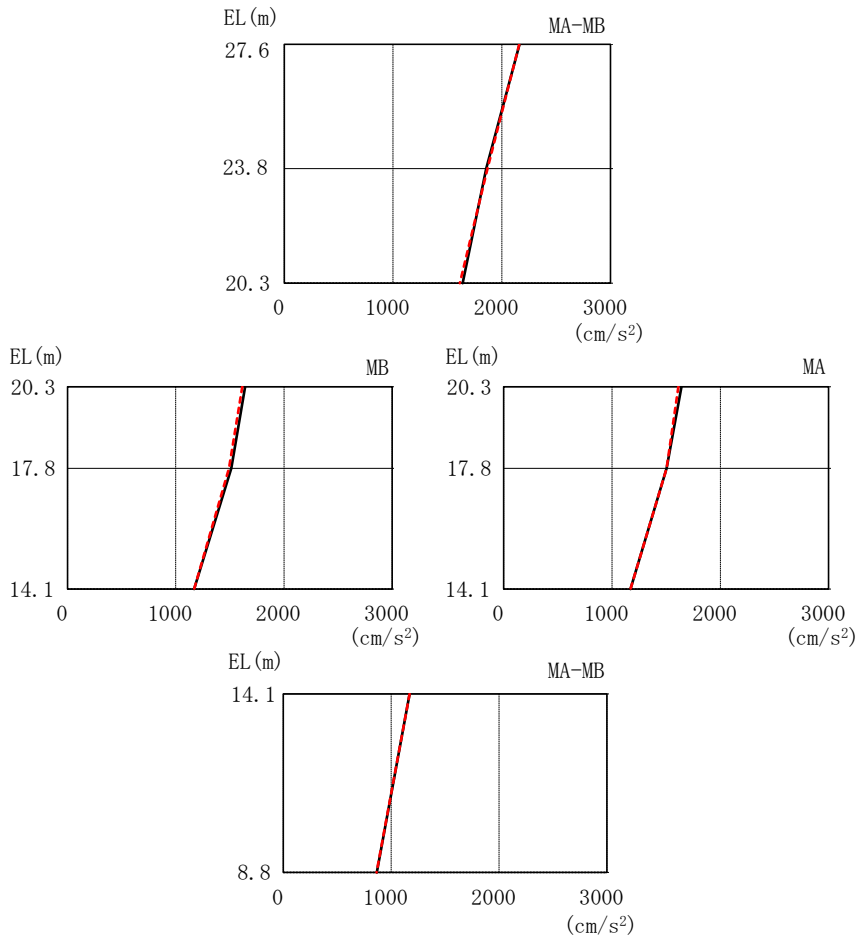 EL(m)
MA-MB
27.6
23.8
20.3
0 1000 2000 3000
(cm/s²)
EL(m)
MB
20.3
17.8
14.1
0 1000 2000 3000
(cm/s²)
MA
20.3
17.8
14.1
0 1000 2000 3000
(cm/s²)
EL(m)
EL(m)
MA-MB
14.1
8.8
0 1000 2000 3000
(cm/s²)